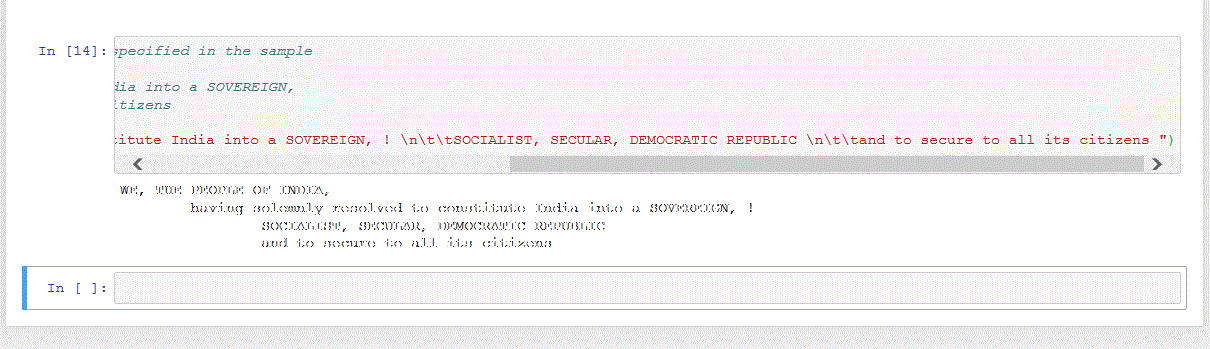 In [14]: specified in the sample
dia into a SOVEREIGN,
itizens
titute India into a SOVEREIGN, ! \n\t\tSOCIALIST, SECULAR, DEMOCRATIC REPUBLIC \n\t\tand to secure to all its citizens ")
WE, THE PEOPLE OF INDIA,
having solemnly resolved to constitute India into a SOVEREIGN, !
SOCIALIST, SECULAR, DEMOCRATIC REPUBLIC
and to secure to all its citizens
In [ ]: